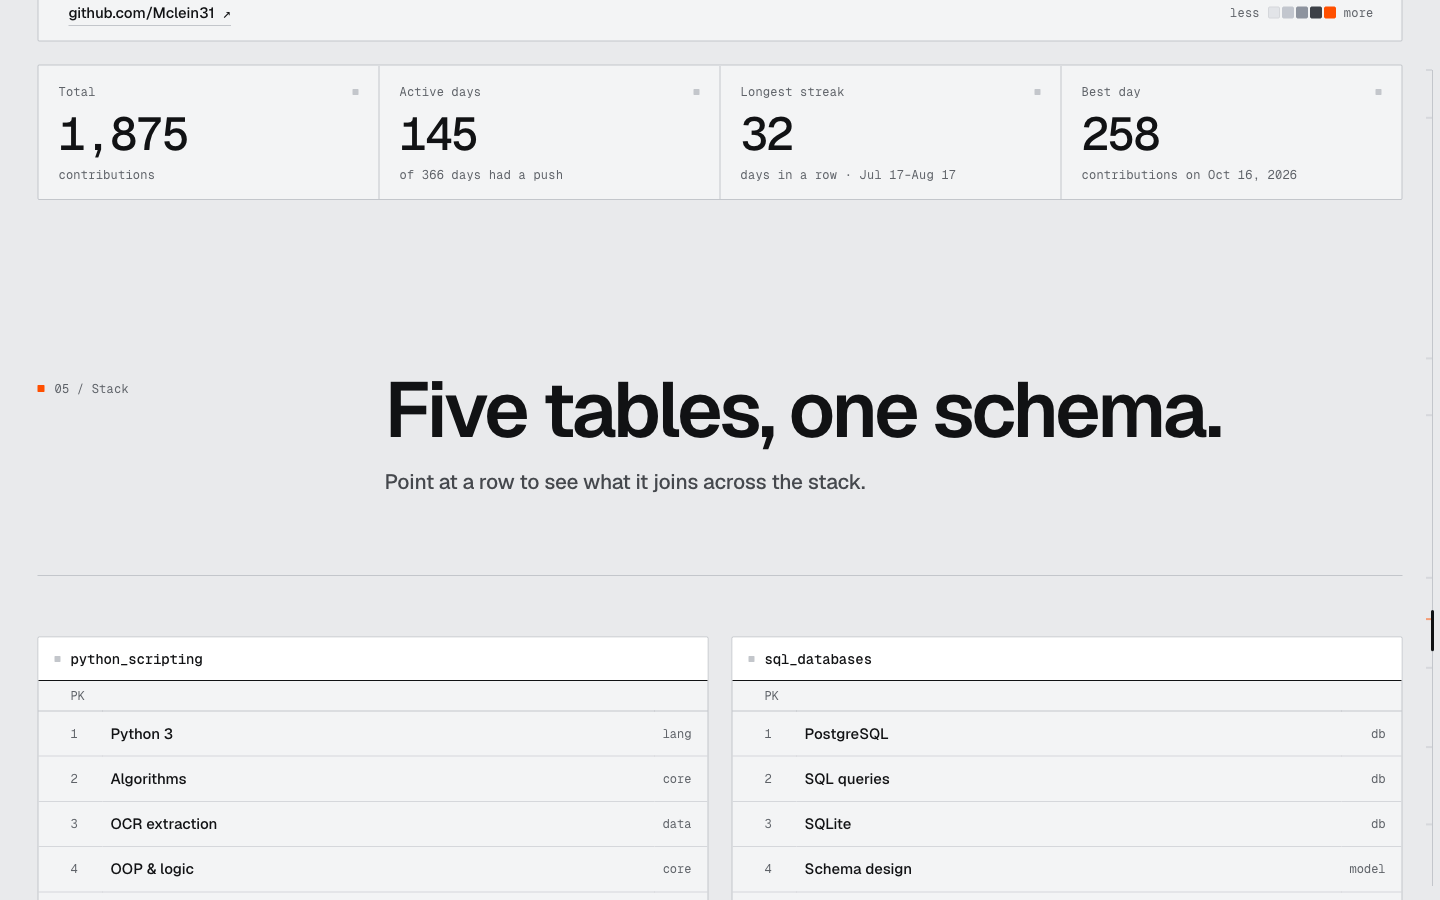 github.com/Mclein31 ↗
less more
Total
1,875
contributions
Active days
145
of 366 days had a push
Longest streak
32
days in a row · Jul 17–Aug 17
Best day
258
contributions on Oct 16, 2026
05 / Stack
Five tables, one schema.
Point at a row to see what it joins across the stack.
python_scripting
PK
1 Python 3 lang
2 Algorithms core
3 OCR extraction data
4 OOP & logic core
sql_databases
PK
1 PostgreSQL db
2 SQL queries db
3 SQLite db
4 Schema design model